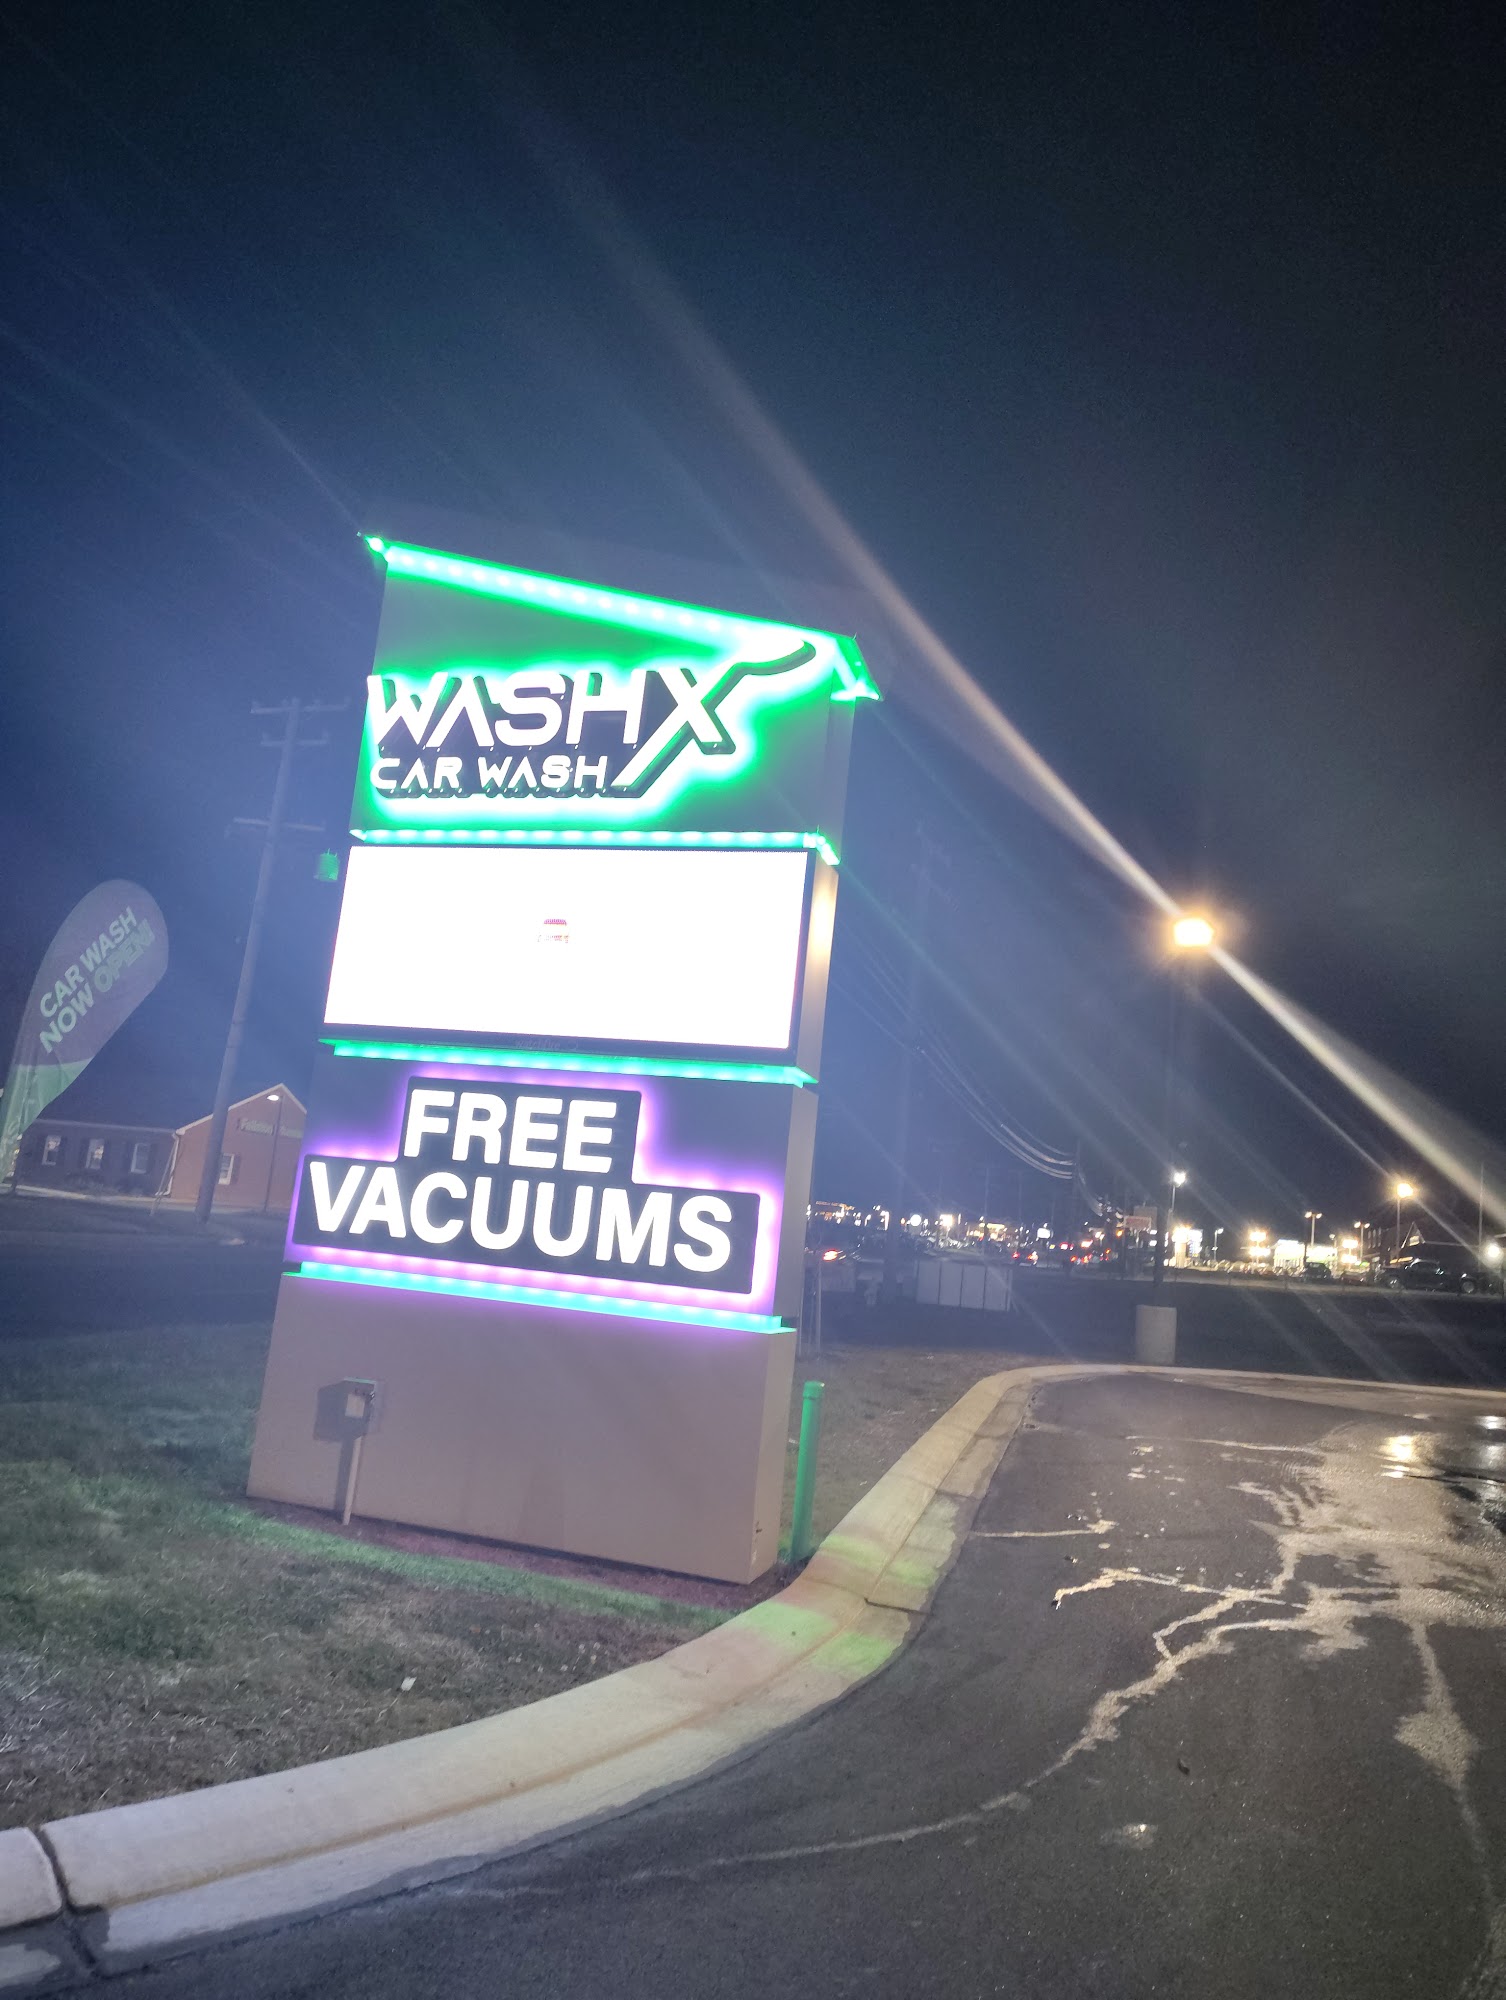 WASHX
CAR WASH
FREE
VACUUMS
CAR WASH
NOW OPEN!